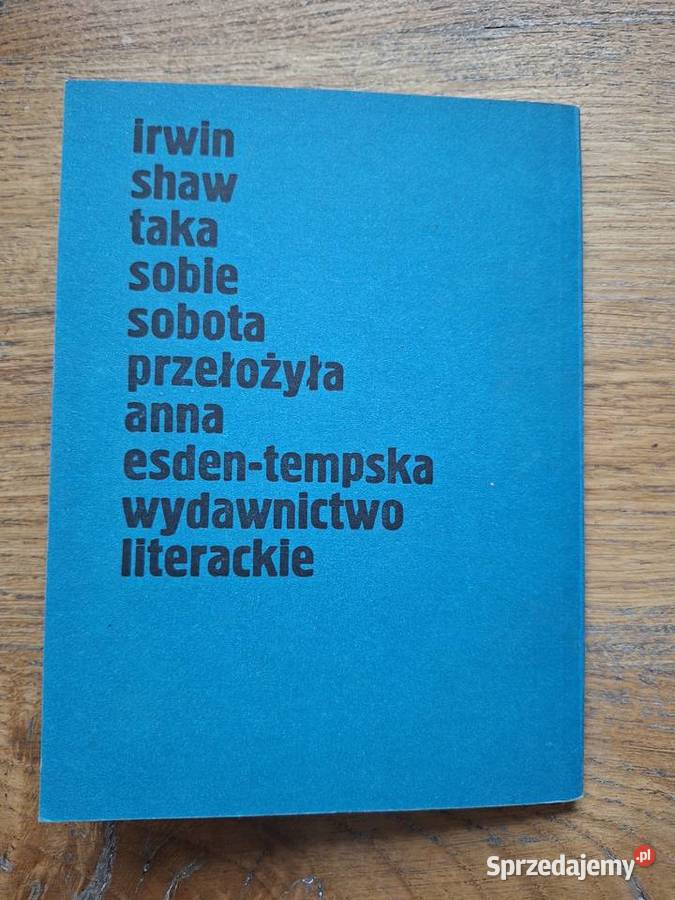 irwin
shaw
taka
sobie
sobota
przełożyła
anna
esden-tempska
wydawnictwo
literackie
Sprzedajemy.pl